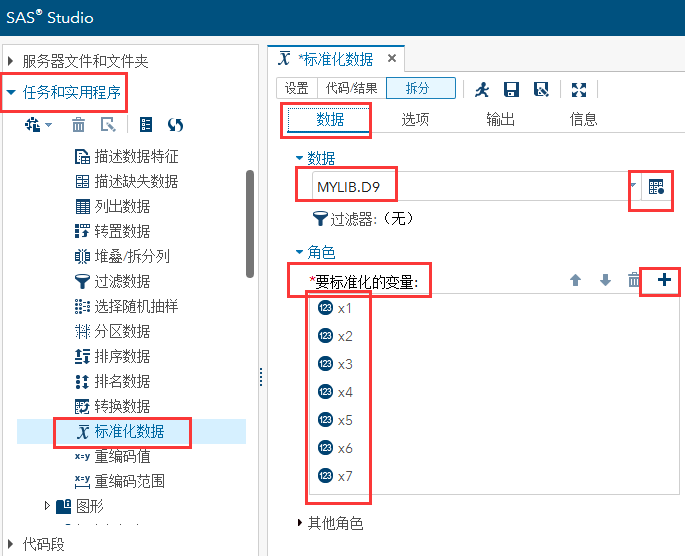 SAS® Studio
服务器文件和文件夹
任务和实用程序
描述数据特征
描述缺失数据
列出数据
转置数据
堆叠/拆分列
过滤数据
选择随机抽样
分区数据
排序数据
排名数据
转换数据
标准化数据
重编码值
重编码范围
图形
代码段
*标准化数据
设置 代码/结果 拆分
数据 选项 输出 信息
数据
MYLIB.D9
过滤器:（无）
角色
*要标准化的变量:
123 x1
123 x2
123 x3
123 x4
123 x5
123 x6
123 x7
其他角色